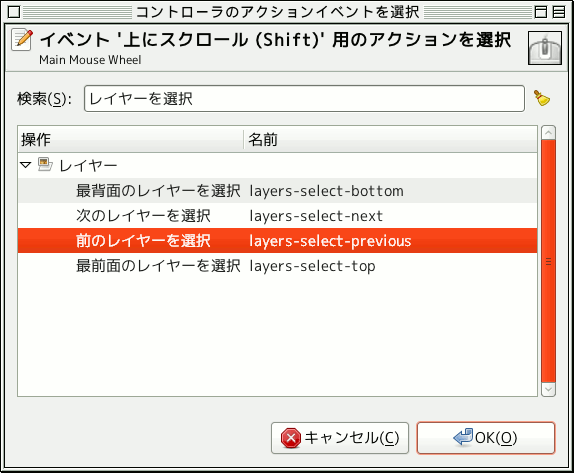 コントローラのアクションイベントを選択
イベント '上にスクロール (Shift)' 用のアクションを選択
Main Mouse Wheel
検索(S): レイヤーを選択
操作 名前
レイヤー
最背面のレイヤーを選択 layers-select-bottom
次のレイヤーを選択 layers-select-next
前のレイヤーを選択 layers-select-previous
最前面のレイヤーを選択 layers-select-top
キャンセル(C) OK(O)